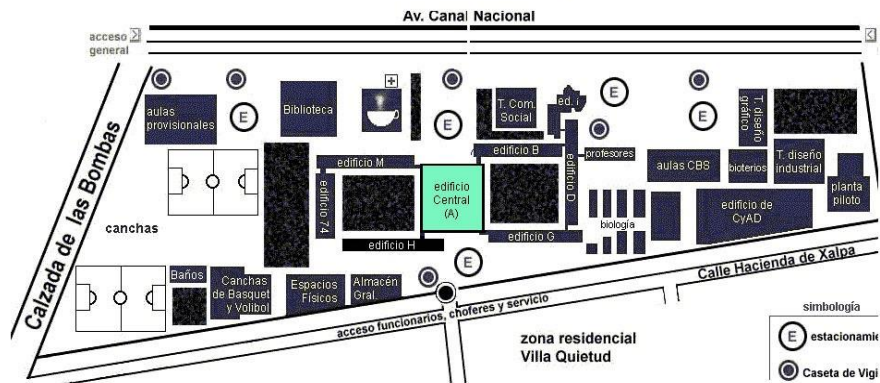 Av. Canal Nacional
acceso
general
Calzada de las Bombas
aulas
provisionales
E
Biblioteca
E
T. Com.
Social
ed. i
E
E
T. diseño
gráfico
edificio M
edificio B
profesores
edificio D
aulas CBS
bioterios
T. diseño
industrial
edificio 74
edificio
Central
(A)
planta
piloto
biología
edificio de
CyAD
canchas
edificio H
edificio G
E
Baños
Canchas
de Basquet
y Volibol
Espacios
Físicos
Almacén
Gral.
Calle Hacienda de Xalpa
acceso funcionarios, choferes y servicio
zona residencial
Villa Quietud
simbología
E
estacionamie
Caseta de Vigi